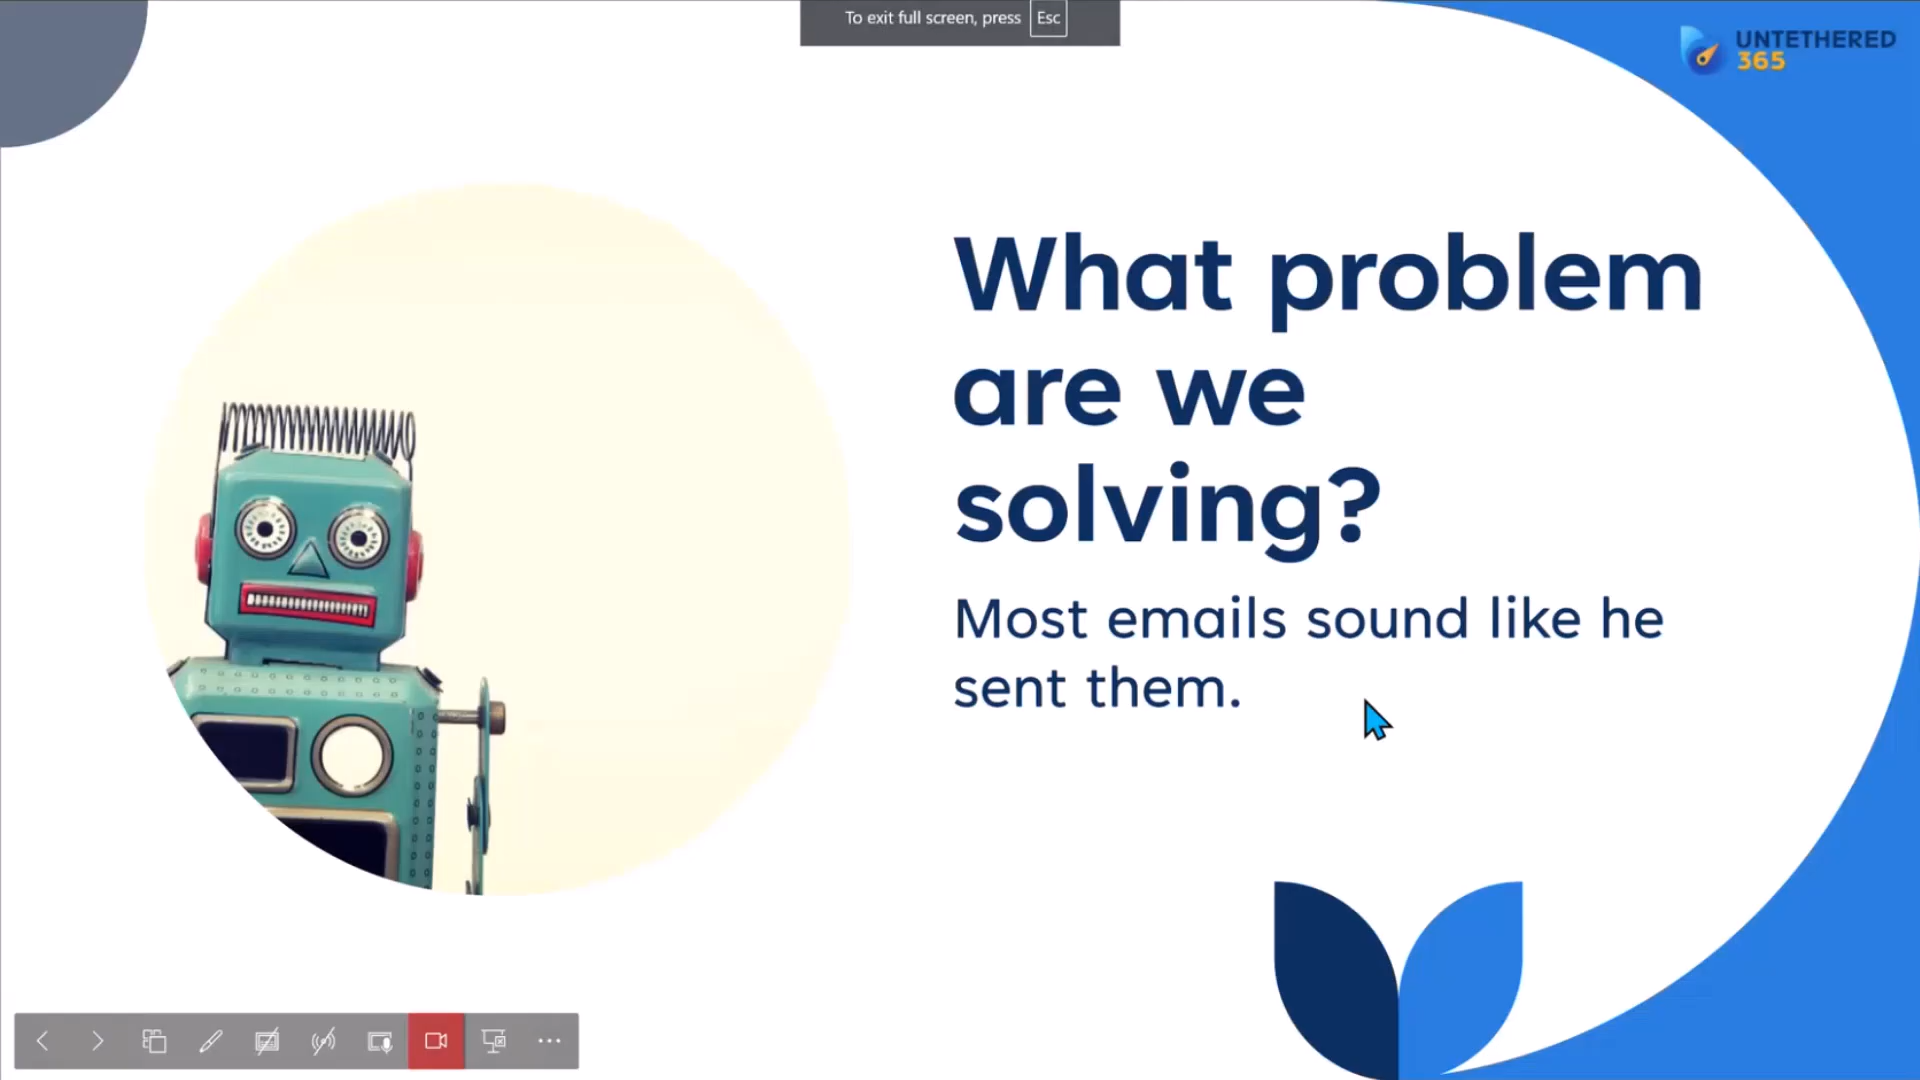 To exit full screen, press Esc
UNTETHERED
365
What problem
are we
solving?
Most emails sound like he
sent them.